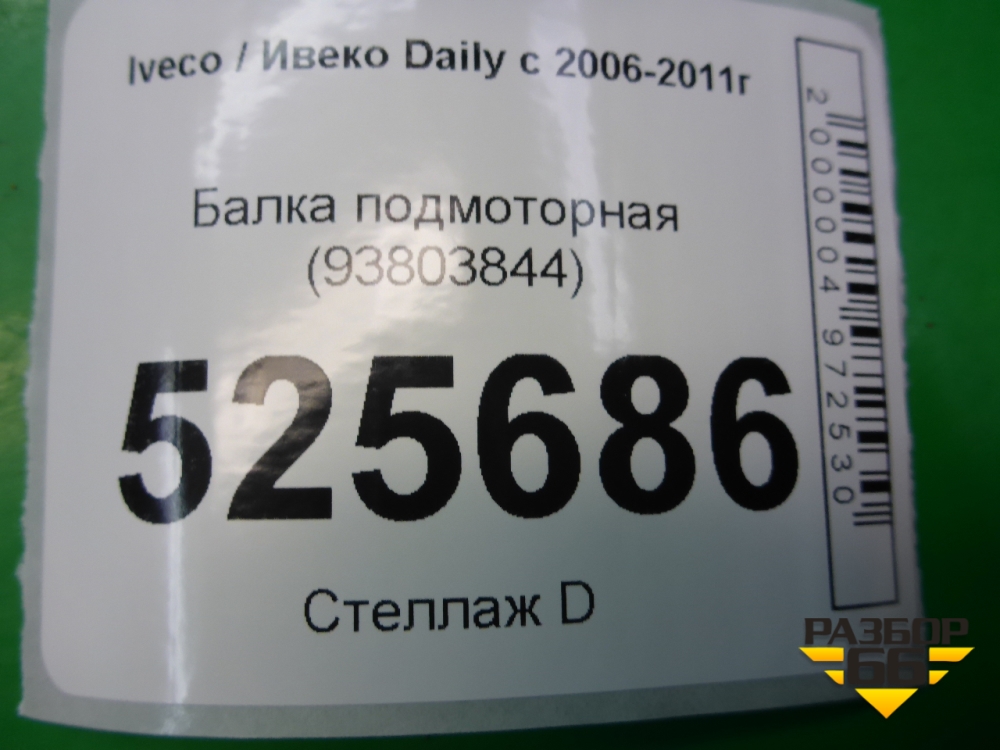 Iveco / Ивеко Daily с 2006-2011г
Балка подмоторная
(93803844)
525686
Стеллаж D
2000004972530
РАЗБОР
66